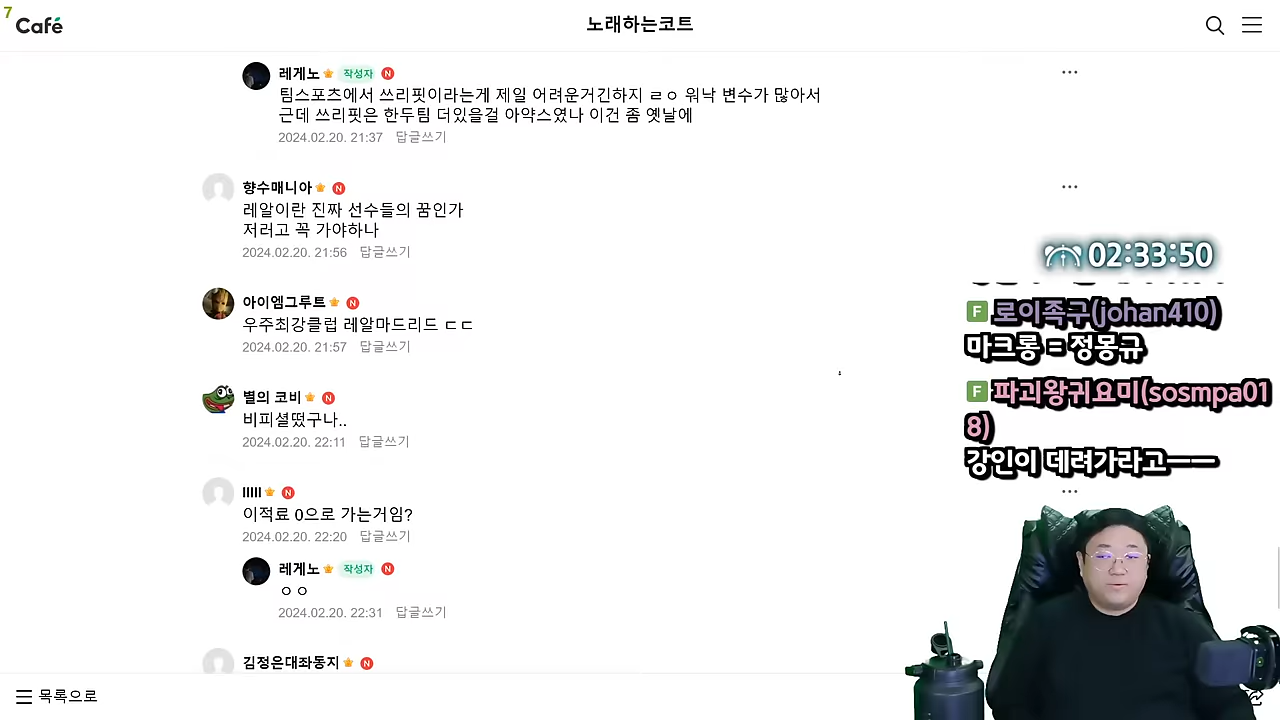 7
Café
노래하는코트
레게노 작성자 N
팀스포츠에서 쓰리핏이라는게 제일 어려운거긴하지 ㄹㅇ 워낙 변수가 많아서
근데 쓰리핏은 한두팀 더있을걸 아약스였나 이건 좀 옛날에
2024.02.20. 21:37 답글쓰기
향수매니아 N
레알이란 진짜 선수들의 꿈인가
저러고 꼭 가야하나
2024.02.20. 21:56 답글쓰기
02:33:50
아이엠그루트 N
우주최강클럽 레알마드리드 ㄷㄷ
2024.02.20. 21:57 답글쓰기
F 로이족구(johan410)
마크롱 = 정몽규
F 파괴왕귀요미(sosmpa01
8)
강인이 데려가라고ㅡㅡ
별의 코비 N
비피셜떴구나..
2024.02.20. 22:11 답글쓰기
lllll N
이적료 0으로 가는거임?
2024.02.20. 22:20 답글쓰기
레게노 작성자 N
ㅇㅇ
2024.02.20. 22:31 답글쓰기
김정은대좌동지 N
목록으로